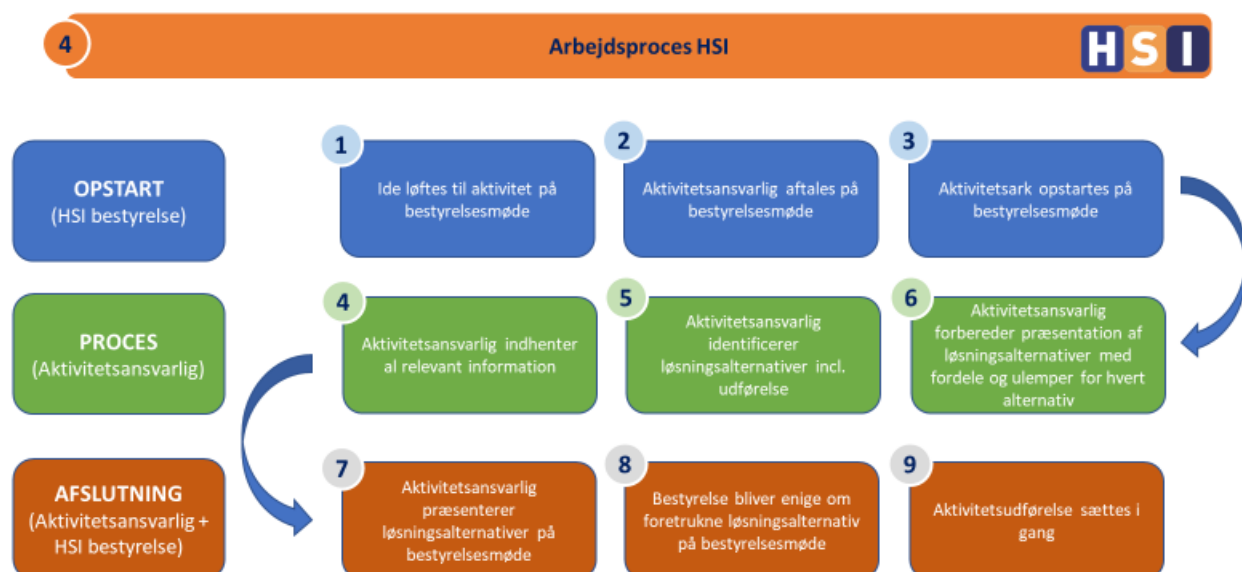 4
Arbejdsproces HSI
HSI
OPSTART
(HSI bestyrelse)
1
Ide løftes til aktivitet på
bestyrelsesmøde
2
Aktivitetsansvarlig aftales på
bestyrelsesmøde
3
Aktivitetsark opstartes på
bestyrelsesmøde
PROCES
(Aktivitetsansvarlig)
4
Aktivitetsansvarlig indhenter
al relevant information
5
Aktivitetsansvarlig
identificerer
løsningsalternativer incl.
udførelse
6
Aktivitetsansvarlig
forbereder præsentation af
løsningsalternativer med
fordele og ulemper for hvert
alternativ
AFSLUTNING
(Aktivitetsansvarlig +
HSI bestyrelse)
7
Aktivitetsansvarlig
præsenterer
løsningsalternativer på
bestyrelsesmøde
8
Bestyrelse bliver enige om
foretrukne løsningsalternativ
på bestyrelsesmøde
9
Aktivitetsudførelse sættes i
gang